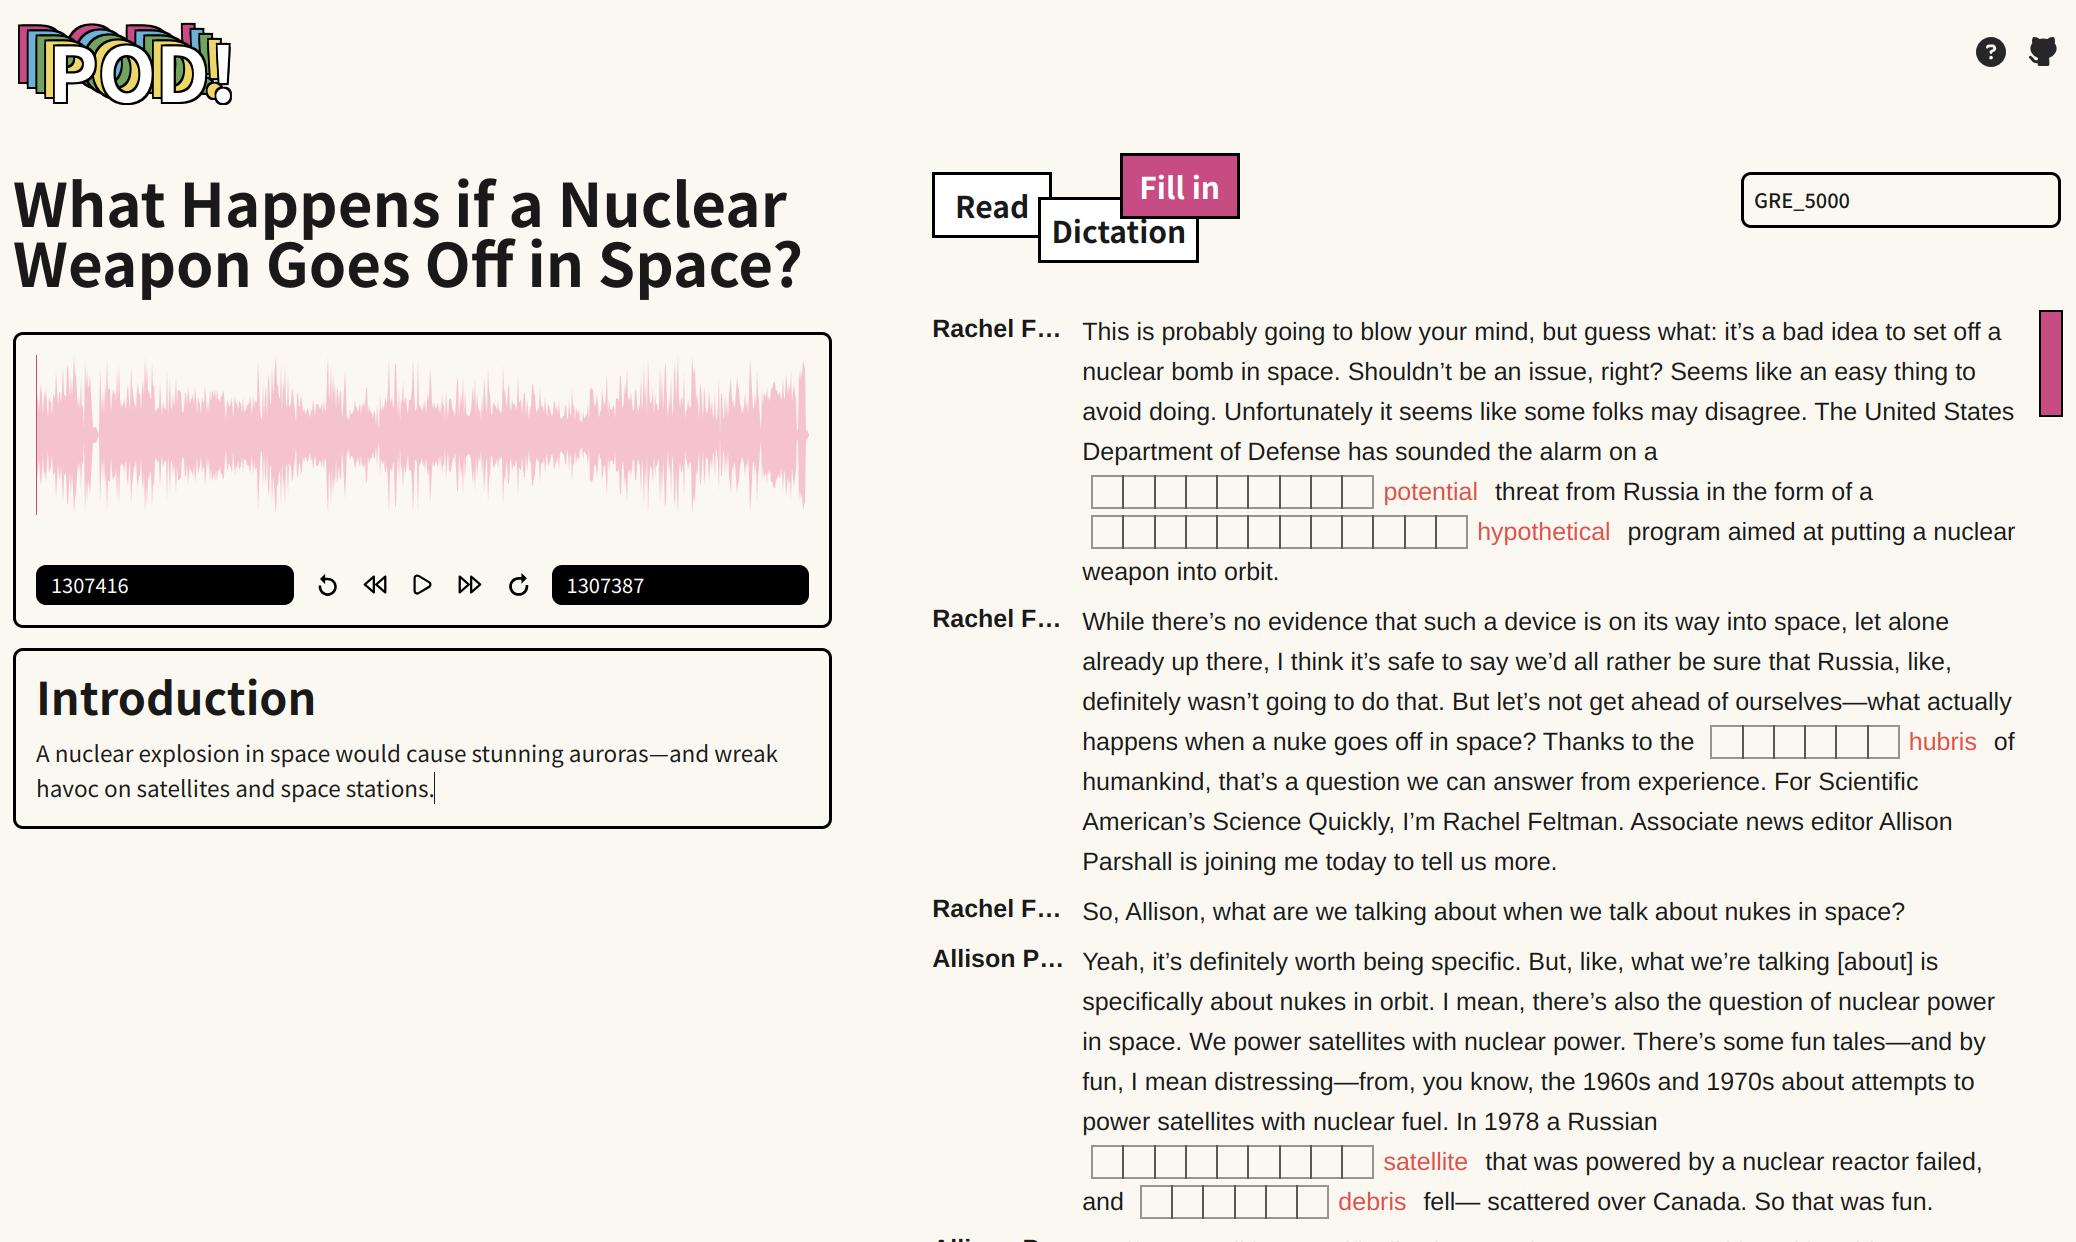 POD!
What Happens if a Nuclear
Weapon Goes Off in Space?
1307416
1307387
Introduction
A nuclear explosion in space would cause stunning auroras—and wreak
havoc on satellites and space stations.
Read
Dictation
Fill in
GRE_5000
Rachel F…
This is probably going to blow your mind, but guess what: it’s a bad idea to set off a
nuclear bomb in space. Shouldn’t be an issue, right? Seems like an easy thing to
avoid doing. Unfortunately it seems like some folks may disagree. The United States
Department of Defense has sounded the alarm on a
potential threat from Russia in the form of a
hypothetical program aimed at putting a nuclear
weapon into orbit.
Rachel F…
While there’s no evidence that such a device is on its way into space, let alone
already up there, I think it’s safe to say we’d all rather be sure that Russia, like,
definitely wasn’t going to do that. But let’s not get ahead of ourselves—what actually
happens when a nuke goes off in space? Thanks to the hubris of
humankind, that’s a question we can answer from experience. For Scientific
American’s Science Quickly, I’m Rachel Feltman. Associate news editor Allison
Parshall is joining me today to tell us more.
Rachel F…
So, Allison, what are we talking about when we talk about nukes in space?
Allison P…
Yeah, it’s definitely worth being specific. But, like, what we’re talking [about] is
specifically about nukes in orbit. I mean, there’s also the question of nuclear power
in space. We power satellites with nuclear power. There’s some fun tales—and by
fun, I mean distressing—from, you know, the 1960s and 1970s about attempts to
power satellites with nuclear fuel. In 1978 a Russian
satellite that was powered by a nuclear reactor failed,
and debris fell— scattered over Canada. So that was fun.